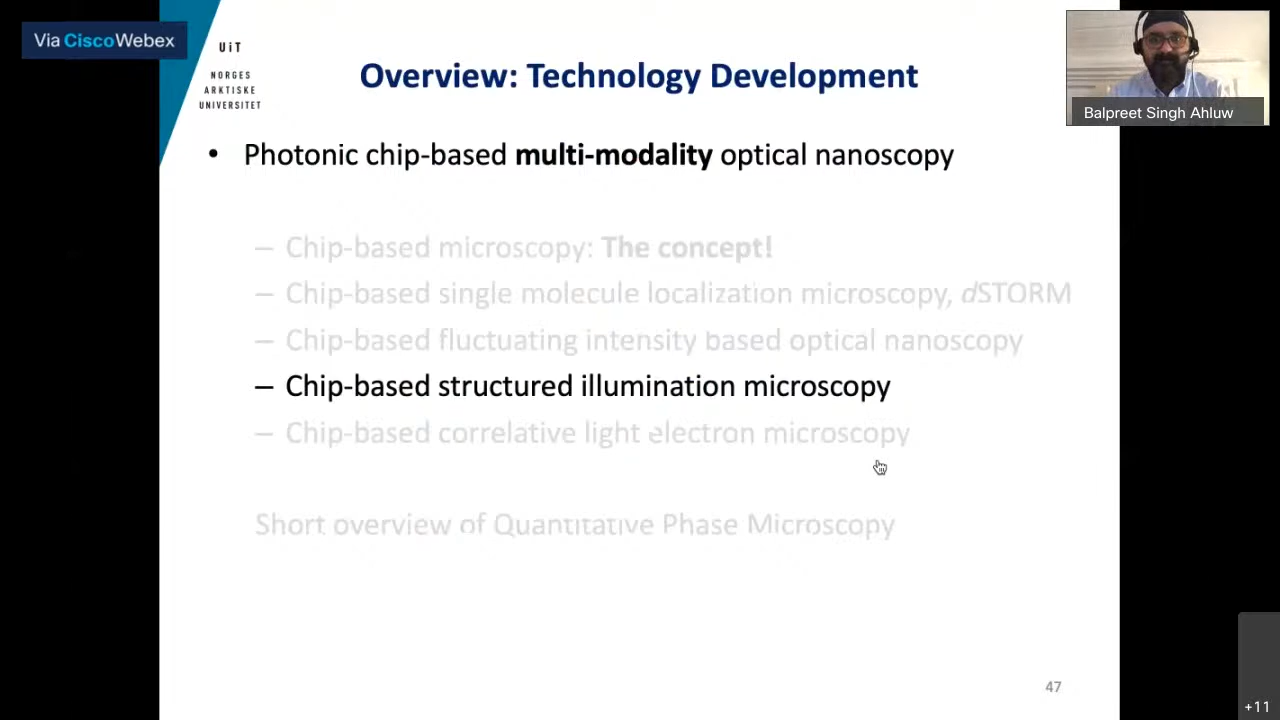 Via Cisco Webex
UiT
NORGES
ARKTISKE
UNIVERSITET
Overview: Technology Development
Balpreet Singh Ahluw
• Photonic chip-based multi-modality optical nanoscopy
– Chip-based microscopy: The concept!
– Chip-based single molecule localization microscopy, dSTORM
– Chip-based fluctuating intensity based optical nanoscopy
– Chip-based structured illumination microscopy
– Chip-based correlative light electron microscopy
Short overview of Quantitative Phase Microscopy
47
+11